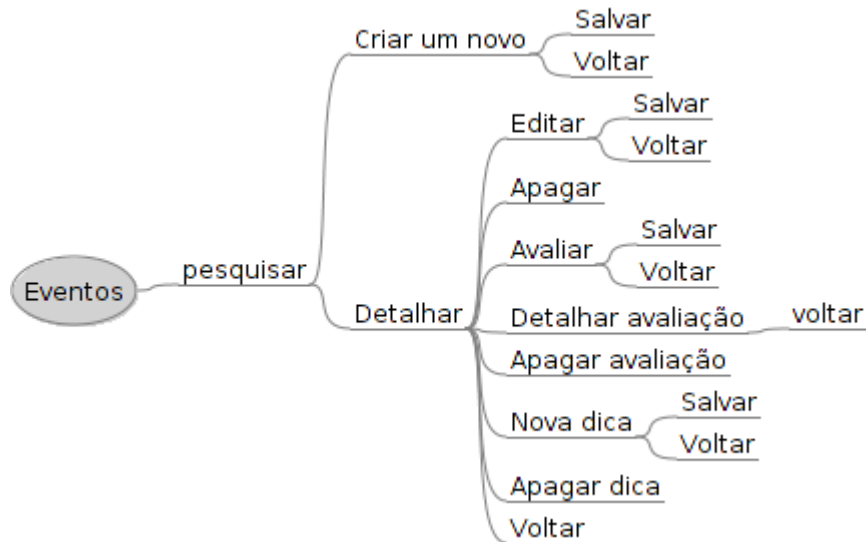 Eventos
pesquisar
Criar um novo
Salvar
Voltar
Detalhar
Editar
Salvar
Voltar
Apagar
Avaliar
Salvar
Voltar
Detalhar avaliação
voltar
Apagar avaliação
Nova dica
Salvar
Voltar
Apagar dica
Voltar